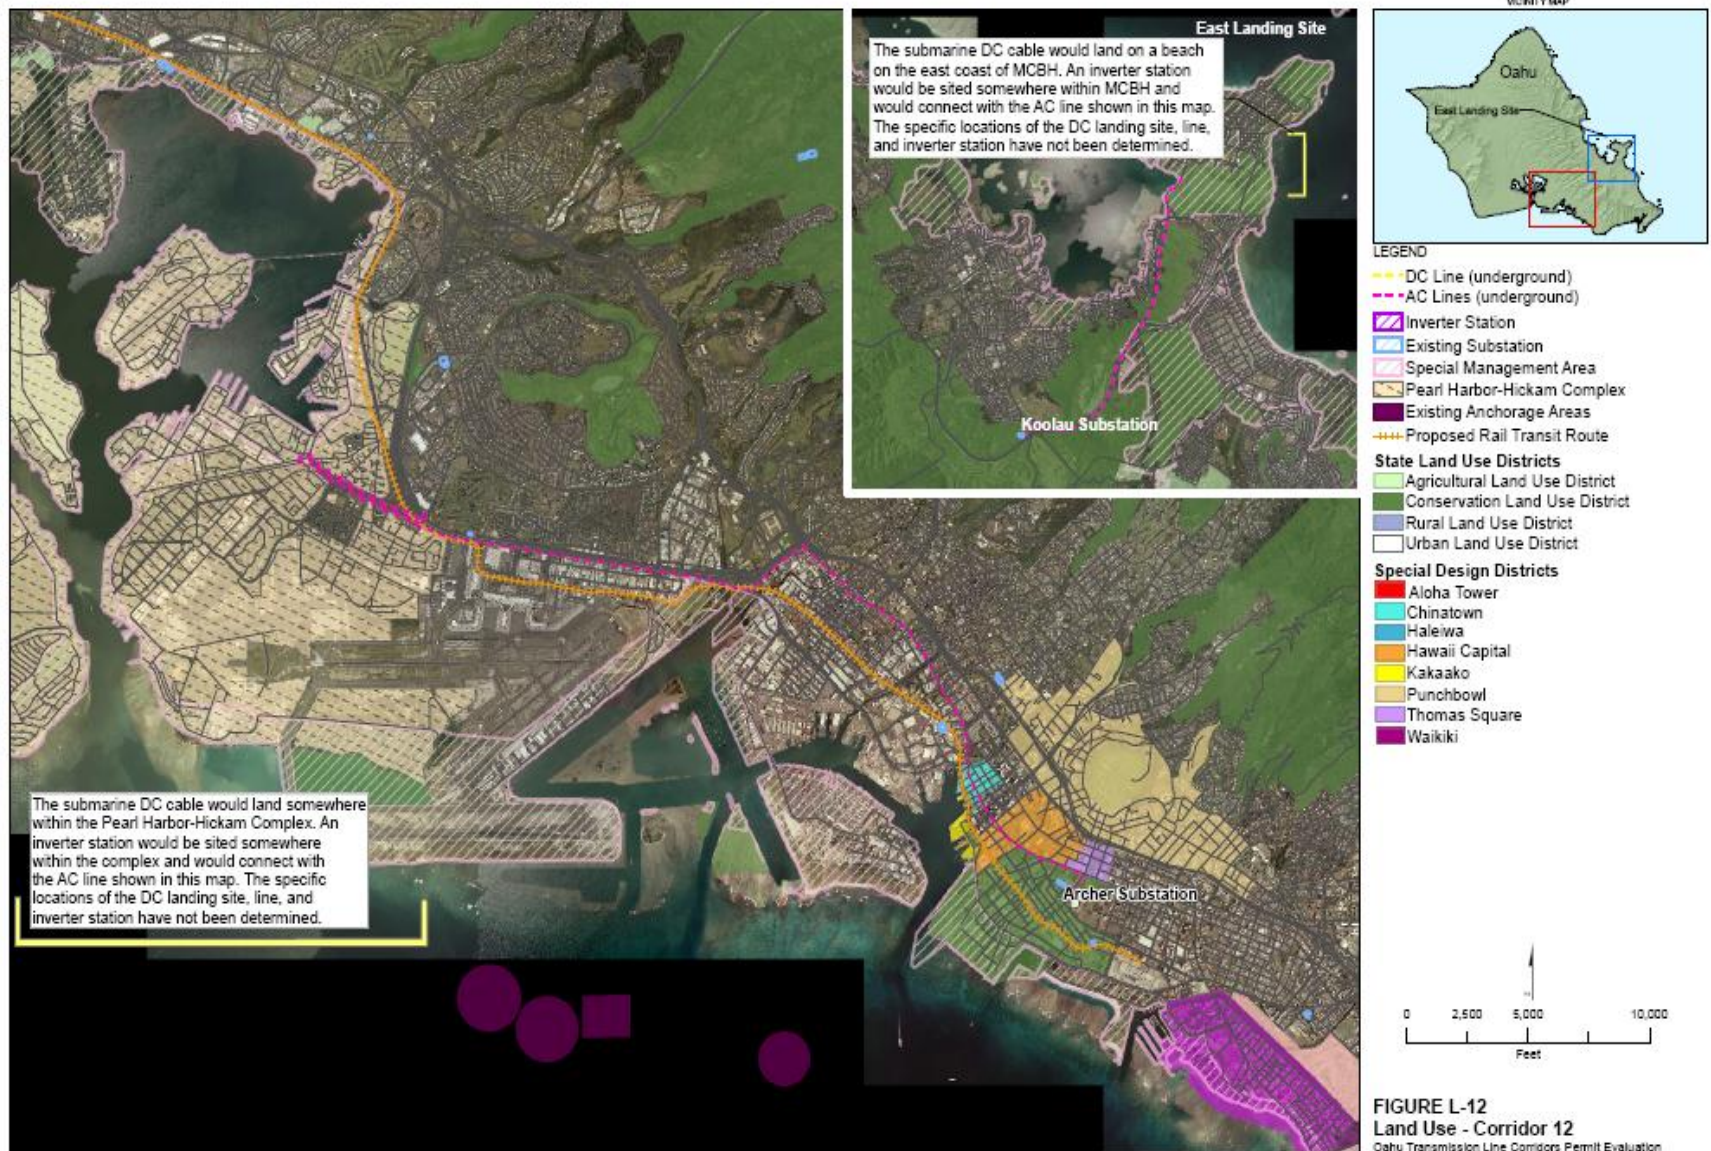 East Landing Site
The submarine DC cable would land on a beach
on the east coast of MCBH. An inverter station
would be sited somewhere within MCBH and
would connect with the AC line shown in this map.
The specific locations of the DC landing site, line,
and inverter station have not been determined.
Koolau Substation
The submarine DC cable would land somewhere
within the Pearl Harbor-Hickam Complex. An
inverter station would be sited somewhere
within the complex and would connect with
the AC line shown in this map. The specific
locations of the DC landing site, line, and
inverter station have not been determined.
Archer Substation
VICINITY MAP
Oahu
East Landing Site
LEGEND
DC Line (underground)
AC Lines (underground)
Inverter Station
Existing Substation
Special Management Area
Pearl Harbor-Hickam Complex
Existing Anchorage Areas
Proposed Rail Transit Route
State Land Use Districts
Agricultural Land Use District
Conservation Land Use District
Rural Land Use District
Urban Land Use District
Special Design Districts
Aloha Tower
Chinatown
Haleiwa
Hawaii Capital
Kakaako
Punchbowl
Thomas Square
Waikiki
0 2,500 5,000 10,000
Feet
FIGURE L-12
Land Use - Corridor 12
Oahu Transmission Line Corridors Permit Evaluation